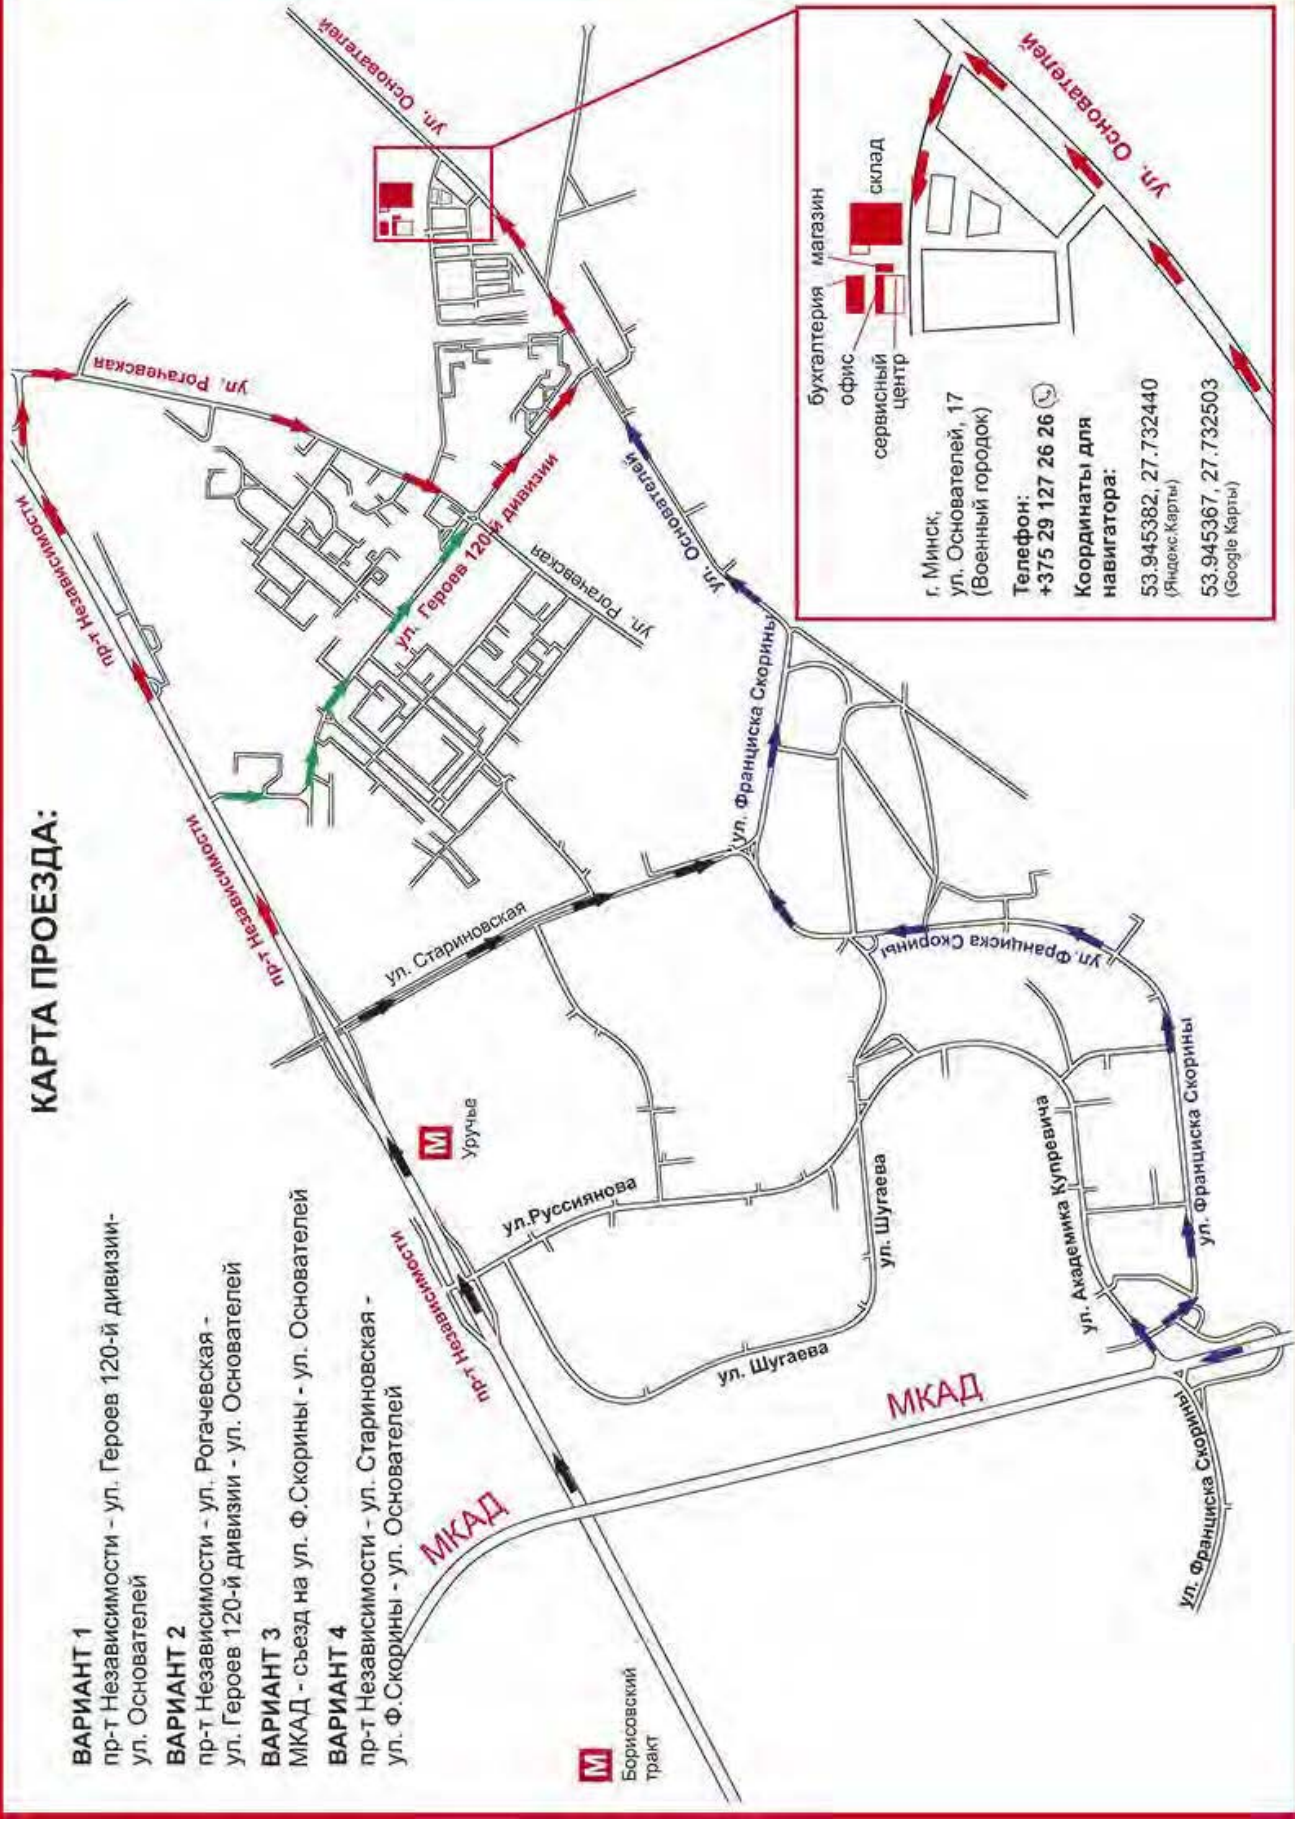 КАРТА ПРОЕЗДА:
ВАРИАНТ 1
пр-т Независимости - ул. Героев 120-й дивизии-
ул. Основателей
ВАРИАНТ 2
пр-т Независимости - ул. Рогачевская -
ул. Героев 120-й дивизии - ул. Основателей
ВАРИАНТ 3
МКАД - съезд на ул. Ф.Скорины - ул. Основателей
ВАРИАНТ 4
пр-т Независимости - ул. Стариновская -
ул. Ф.Скорины - ул. Основателей
М
Борисовский
тракт
МКАД
МКАД
пр-т Независимости
М
Уручье
пр-т Независимости
пр-т Независимости
пр-т Независимости
ул. Рогачевская
ул. Рогачевская
ул. Героев 120-й дивизии
ул. Основателей
ул. Основателей
ул. Стариновская
ул.Руссиянова
ул. Шугаева
ул. Шугаева
ул. Академика Купревича
ул. Франциска Скорины
ул. Франциска Скорины
ул.Франциска Скорины
ул. Франциска Скорины
бухгалтерия
магазин
офис
склад
сервисный
центр
ул. Основателей
г. Минск,
ул. Основателей, 17
(Военный городок)
Телефон:
+375 29 127 26 26
Координаты для
навигатора:
53.945382, 27.732440
(Яндекс.Карты)
53.945367, 27.732503
(Google Карты)